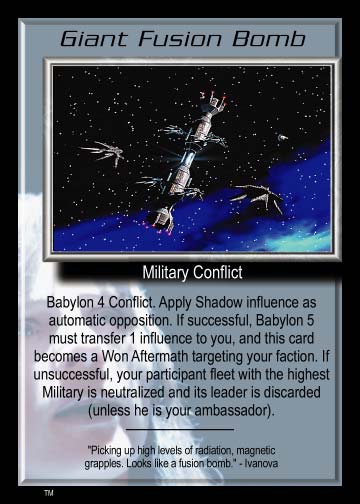 Giant Fusion Bomb
Military Conflict
Babylon 4 Conflict. Apply Shadow influence as
automatic opposition. If successful, Babylon 5
must transfer 1 influence to you, and this card
becomes a Won Aftermath targeting your faction. If
unsuccessful, your participant fleet with the highest
Military is neutralized and its leader is discarded
(unless he is your ambassador).
"Picking up high levels of radiation, magnetic
grapples. Looks like a fusion bomb." - Ivanova
TM